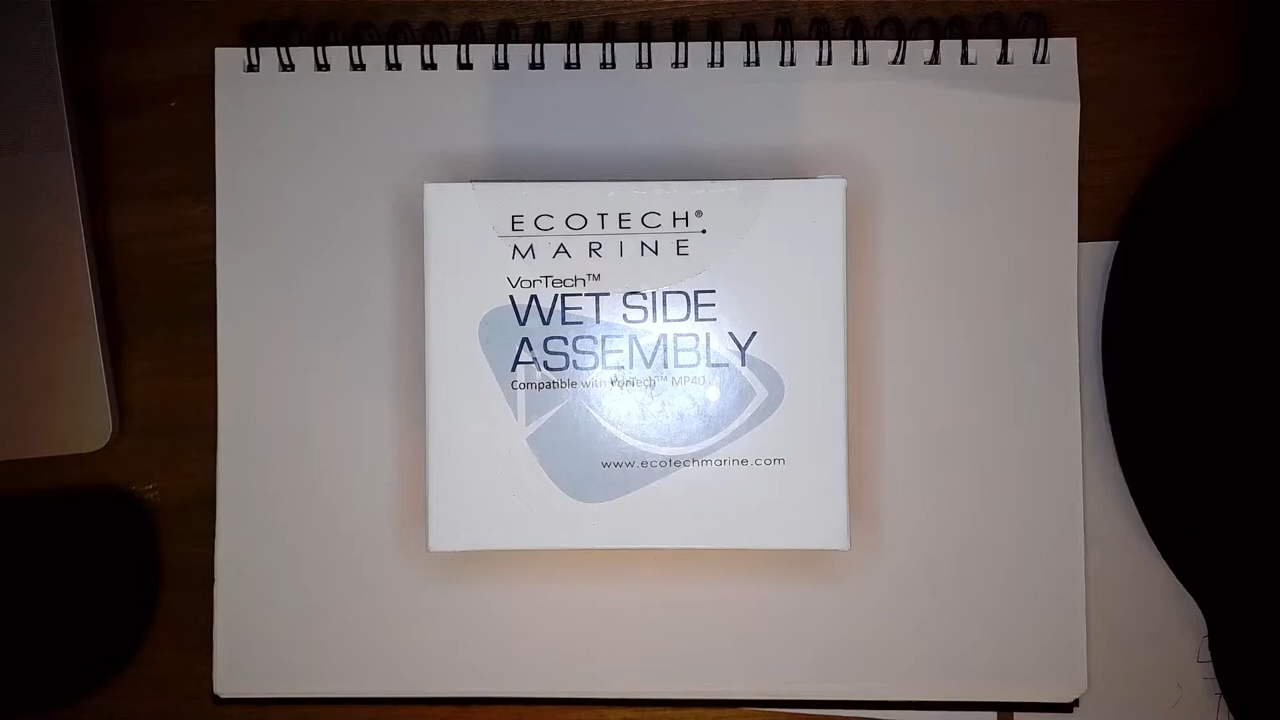 ECOTECH®
MARINE
VorTech™
WET SIDE
ASSEMBLY
Compatible with VorTech™ MP40
www.ecotechmarine.com